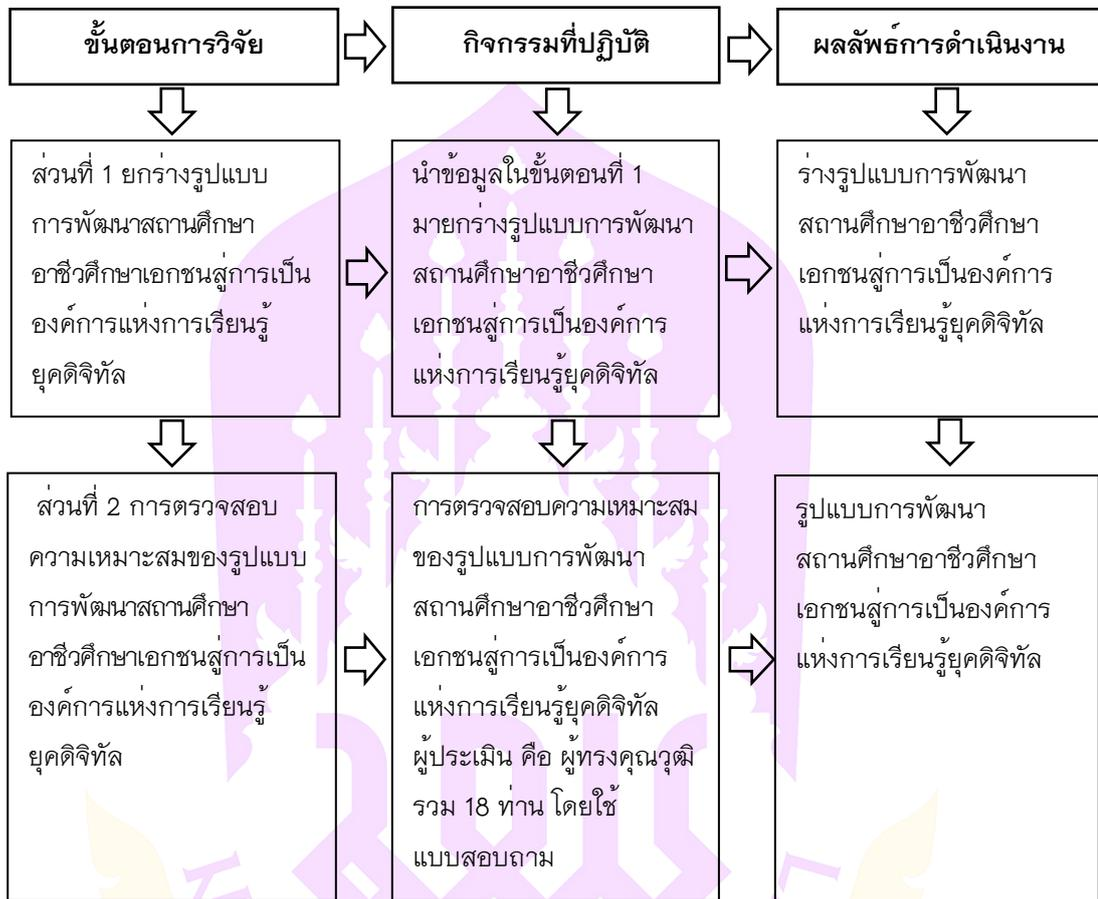 ขั้นตอนการวิจัย
กิจกรรมที่ปฏิบัติ
ผลลัพธ์การดำเนินงาน
ส่วนที่ 1 ยกร่างรูปแบบ
การพัฒนาสถานศึกษา
อาชีวศึกษาเอกชนสู่การเป็น
องค์การแห่งการเรียนรู้
ยุคดิจิทัล
นำข้อมูลในขั้นตอนที่ 1
มายกร่างรูปแบบการพัฒนา
สถานศึกษาอาชีวศึกษา
เอกชนสู่การเป็นองค์การ
แห่งการเรียนรู้ยุคดิจิทัล
ร่างรูปแบบการพัฒนา
สถานศึกษาอาชีวศึกษา
เอกชนสู่การเป็นองค์การ
แห่งการเรียนรู้ยุคดิจิทัล
ส่วนที่ 2 การตรวจสอบ
ความเหมาะสมของรูปแบบ
การพัฒนาสถานศึกษา
อาชีวศึกษาเอกชนสู่การเป็น
องค์การแห่งการเรียนรู้
ยุคดิจิทัล
การตรวจสอบความเหมาะสม
ของรูปแบบการพัฒนา
สถานศึกษาอาชีวศึกษา
เอกชนสู่การเป็นองค์การ
แห่งการเรียนรู้ยุคดิจิทัล
ผู้ประเมิน คือ ผู้ทรงคุณวุฒิ
รวม 18 ท่าน โดยใช้
แบบสอบถาม
รูปแบบการพัฒนา
สถานศึกษาอาชีวศึกษา
เอกชนสู่การเป็นองค์การ
แห่งการเรียนรู้ยุคดิจิทัล